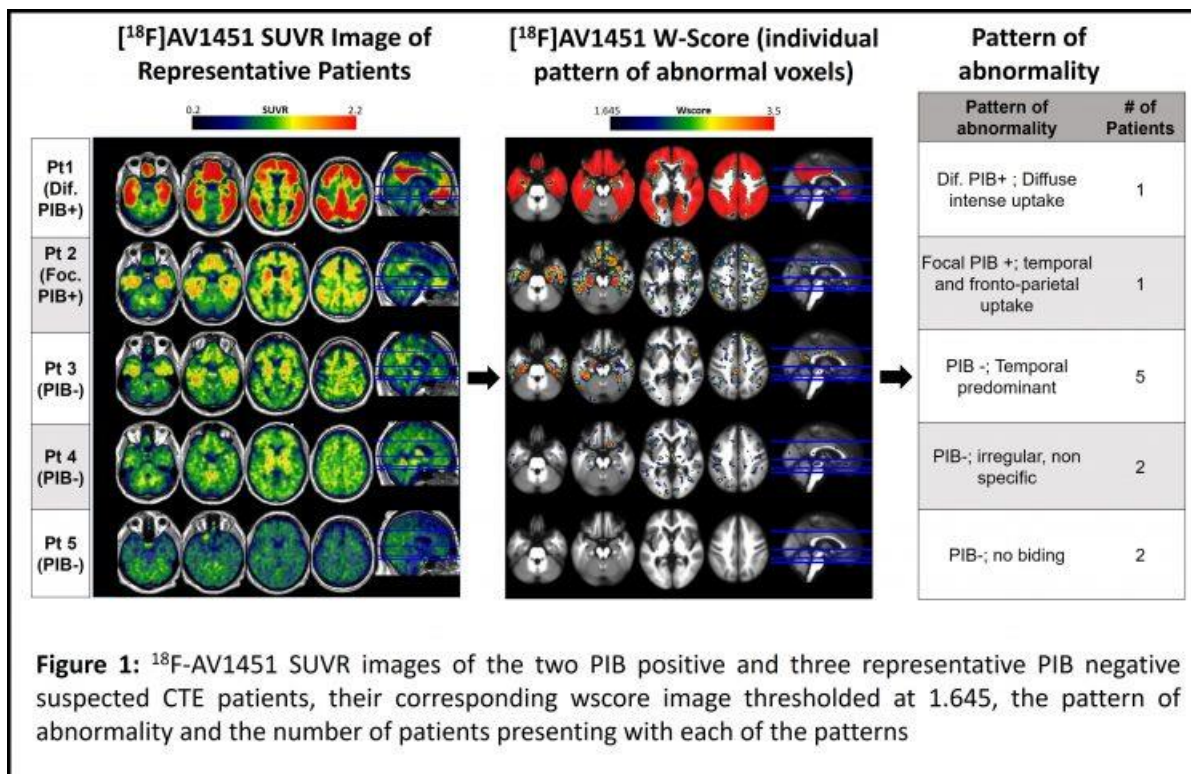 [¹⁸F]AV1451 SUVR Image of
Representative Patients
[¹⁸F]AV1451 W-Score (individual
pattern of abnormal voxels)
Pattern of
abnormality
SUVR
0.2
2.2
Wscore
1.645
3.5
Pattern of
abnormality
# of
Patients
Pt1
(Dif.
PIB+)
Dif. PIB+ ; Diffuse
intense uptake
1
Pt 2
(Foc.
PIB+)
Focal PIB +; temporal
and fronto-parietal
uptake
1
Pt 3
(PIB-)
PIB -; Temporal
predominant
5
Pt 4
(PIB-)
PIB-; irregular, non
specific
2
Pt 5
(PIB-)
PIB-; no biding
2
Figure 1: ¹⁸F-AV1451 SUVR images of the two PIB positive and three representative PIB negative
suspected CTE patients, their corresponding wscore image thresholded at 1.645, the pattern of
abnormality and the number of patients presenting with each of the patterns